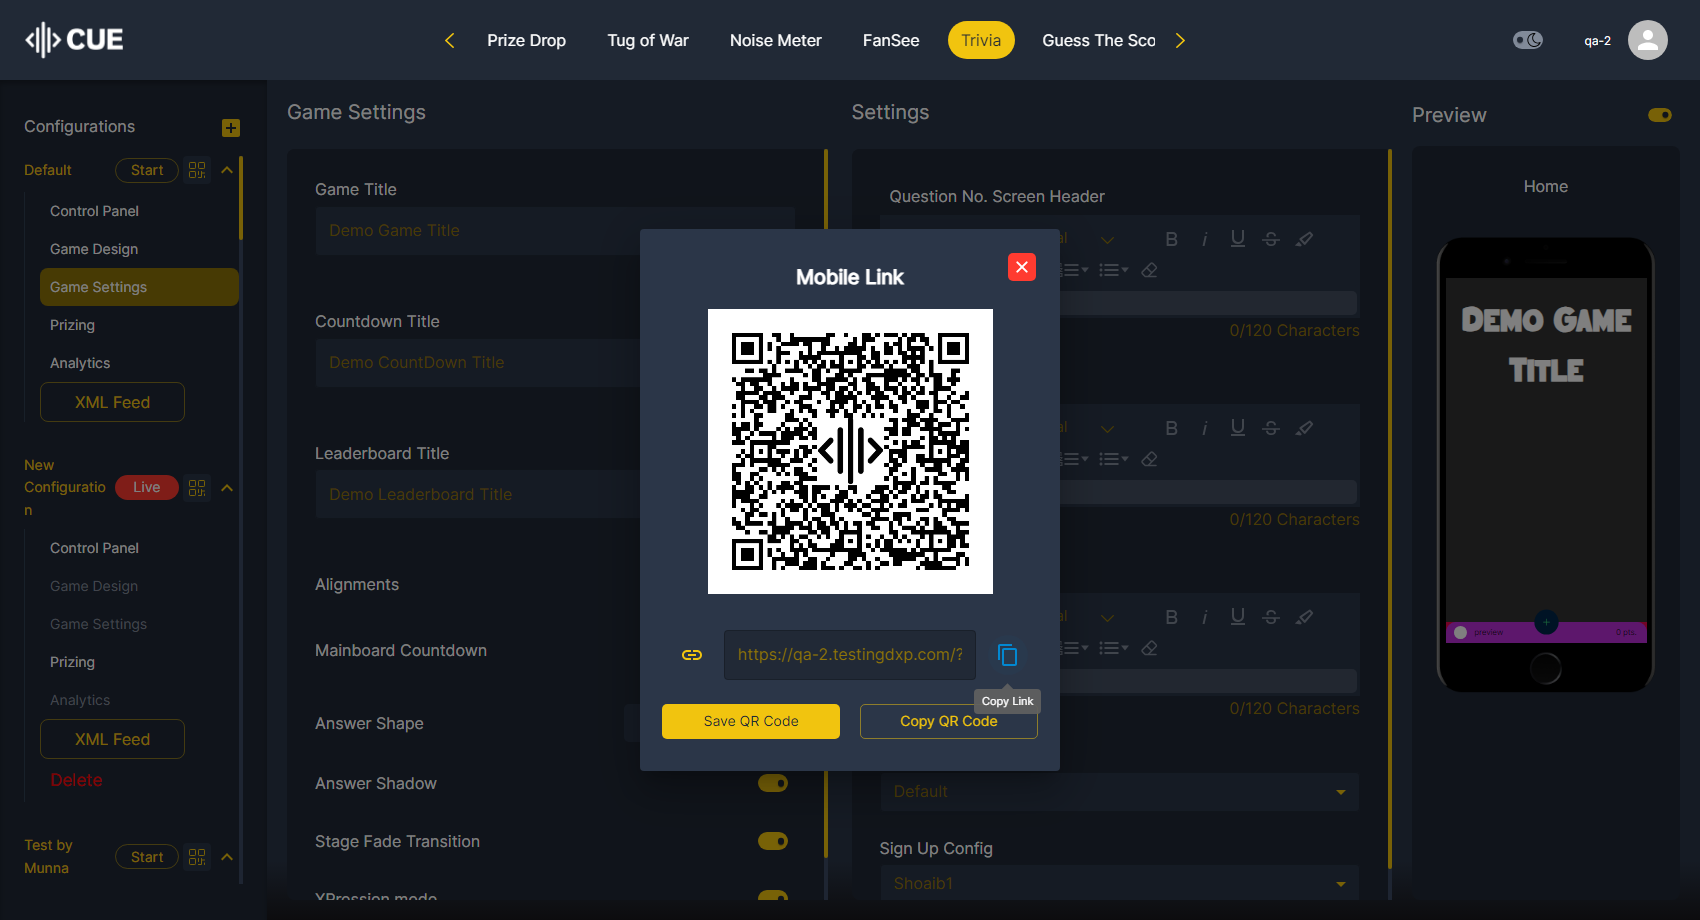 CUE
Prize Drop
Tug of War
Noise Meter
FanSee
Trivia
Guess The Sco
qa-2
Configurations
Default
Start
Control Panel
Game Design
Game Settings
Prizing
Analytics
XML Feed
New
Configuratio
n
Live
Control Panel
Game Design
Game Settings
Prizing
Analytics
XML Feed
Delete
Test by
Munna
Start
Game Settings
Game Title
Demo Game Title
Countdown Title
Demo CountDown Title
Leaderboard Title
Demo Leaderboard Title
Alignments
Mainboard Countdown
Answer Shape
Answer Shadow
Stage Fade Transition
XPression mode
Mobile Link
https://qa-2.testingdxp.com/?
Copy Link
Save QR Code
Copy QR Code
Settings
Question No. Screen Header
B i U S
0/120 Characters
B i U S
0/120 Characters
B i U S
0/120 Characters
Default
Sign Up Config
Shoaib1
Preview
Home
Demo Game
Title
preview
0 pts.